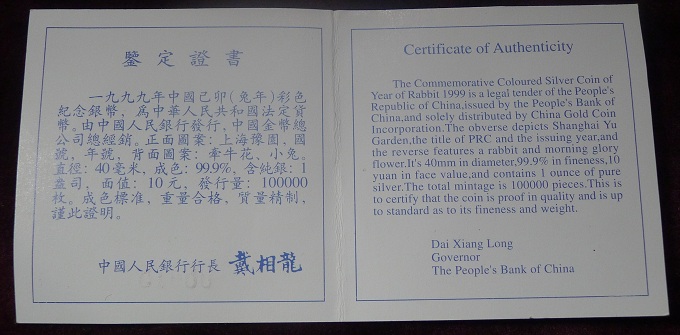 鑒定證書
一九九九年中國己卯(兔年)彩色
紀念銀幣，爲中華人民共和國法定貨
幣。由中國人民銀行發行，中國金幣總
公司總經銷。正面圖案：上海豫園，國
號，年號，背面圖案：牽牛花，小兔。
直徑：40毫米，成色：99.9%，含純銀：1
盎司，面值：10元，發行量：100000
枚。成色標准，重量合格，質量精制，
謹此證明。
中國人民銀行行長 戴相龍
Certificate of Authenticity
The Commemorative Coloured Silver Coin of
Year of Rabbit 1999 is a legal tender of the People's
Republic of China,issued by the People's Bank of
China,and solely distributed by China Gold Coin
Incorporation.The obverse depicts Shanghai Yu
Garden,the title of PRC and the issuing year,and
the reverse features a rabbit and morning glory
flower.It's 40mm in diameter,99.9% in fineness,10
yuan in face value,and contains 1 ounce of pure
silver.The total mintage is 100000 pieces.This is
to certify that the coin is proof in quality and is up
to standard as to its fineness and weight.
Dai Xiang Long
Governor
The People's Bank of China